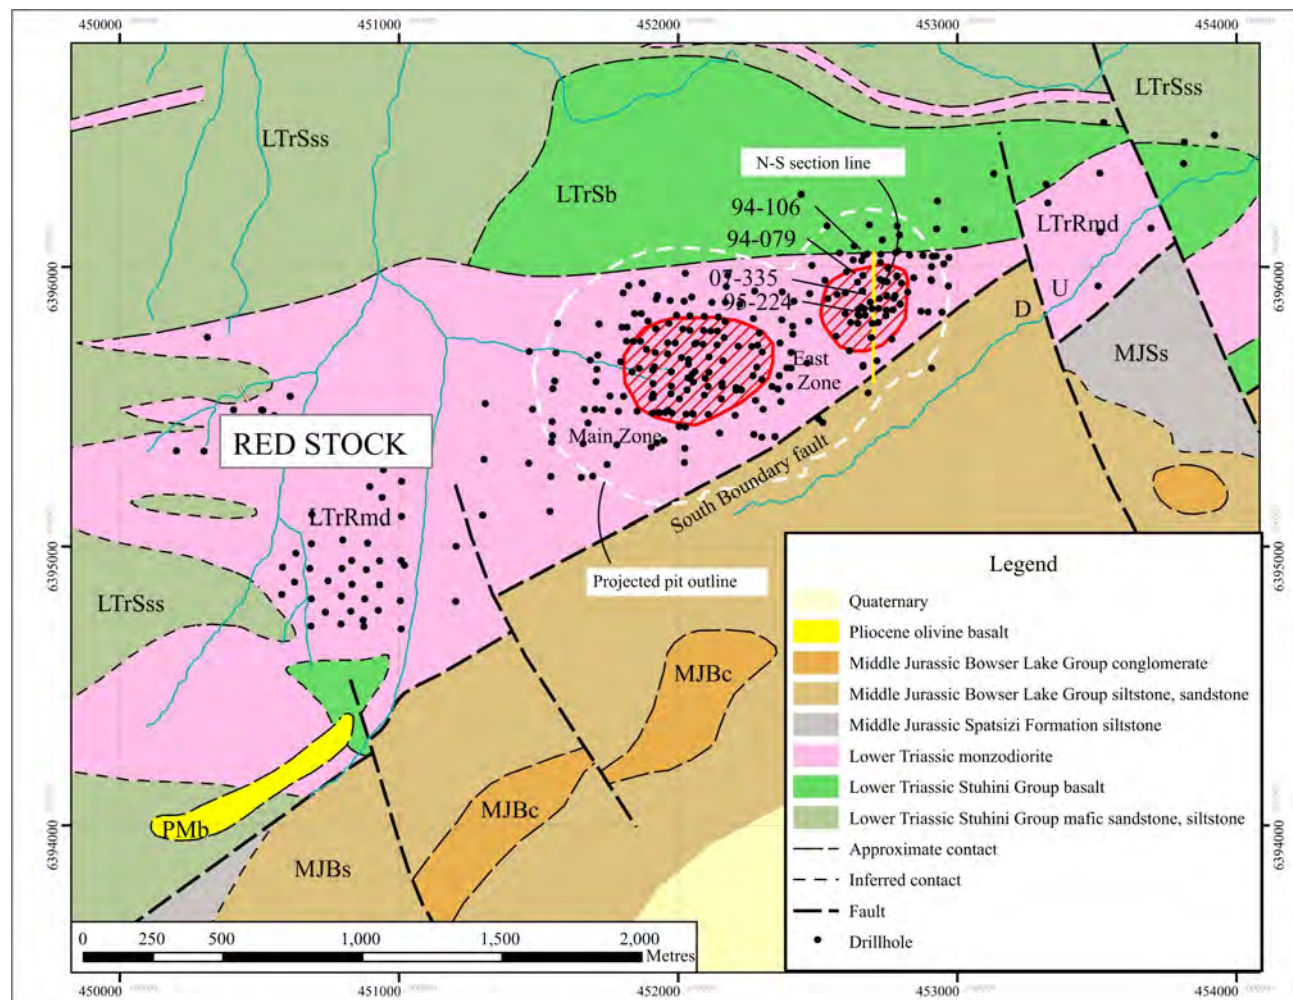 450000
451000
452000
453000
454000
LTrSss
LTrSss
N-S section line
LTrSb
94-106
94-079
LTrRmd
6396000
6396000
07-335
95-224
D
U
MJSs
East
Zone
Main Zone
RED STOCK
South Boundary fault
LTrRmd
6395000
6395000
Projected pit outline
LTrSss
MJBc
MJBc
PMb
MJBs
6394000
6394000
Legend
Quaternary
Pliocene olivine basalt
Middle Jurassic Bowser Lake Group conglomerate
Middle Jurassic Bowser Lake Group siltstone, sandstone
Middle Jurassic Spatsizi Formation siltstone
Lower Triassic monzodiorite
Lower Triassic Stuhini Group basalt
Lower Triassic Stuhini Group mafic sandstone, siltstone
Approximate contact
Inferred contact
Fault
Drillhole
0 250 500 1,000 1,500 2,000
Metres
450000
451000
452000
453000
454000